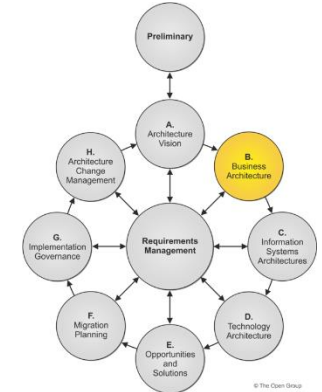 Preliminary
A.
Architecture
Vision
H.
Architecture
Change
Management
B.
Business
Architecture
G.
Implementation
Governance
Requirements
Management
C.
Information
Systems
Architectures
F.
Migration
Planning
D.
Technology
Architecture
E.
Opportunities
and
Solutions
© The Open Group